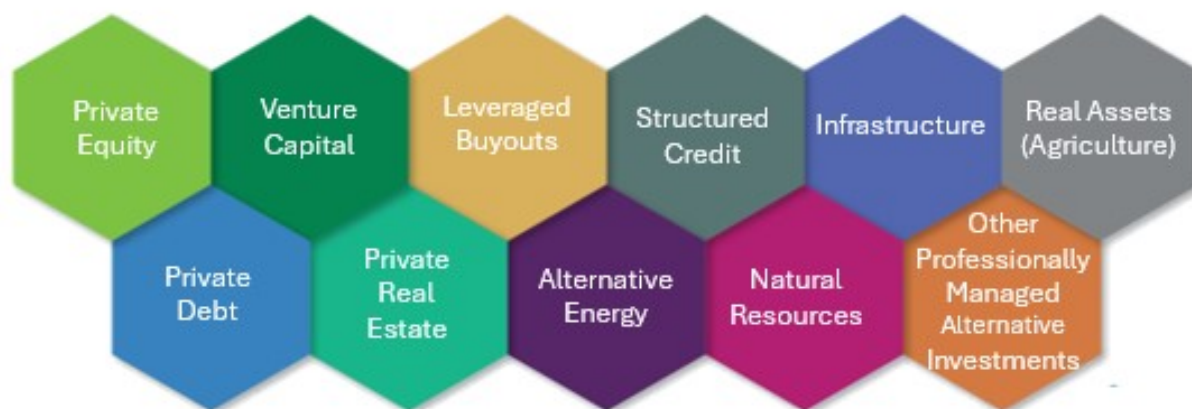 Private
Equity
Venture
Capital
Leveraged
Buyouts
Structured
Credit
Infrastructure
Real Assets
(Agriculture)
Private
Debt
Private
Real
Estate
Alternative
Energy
Natural
Resources
Other
Professionally
Managed
Alternative
Investments